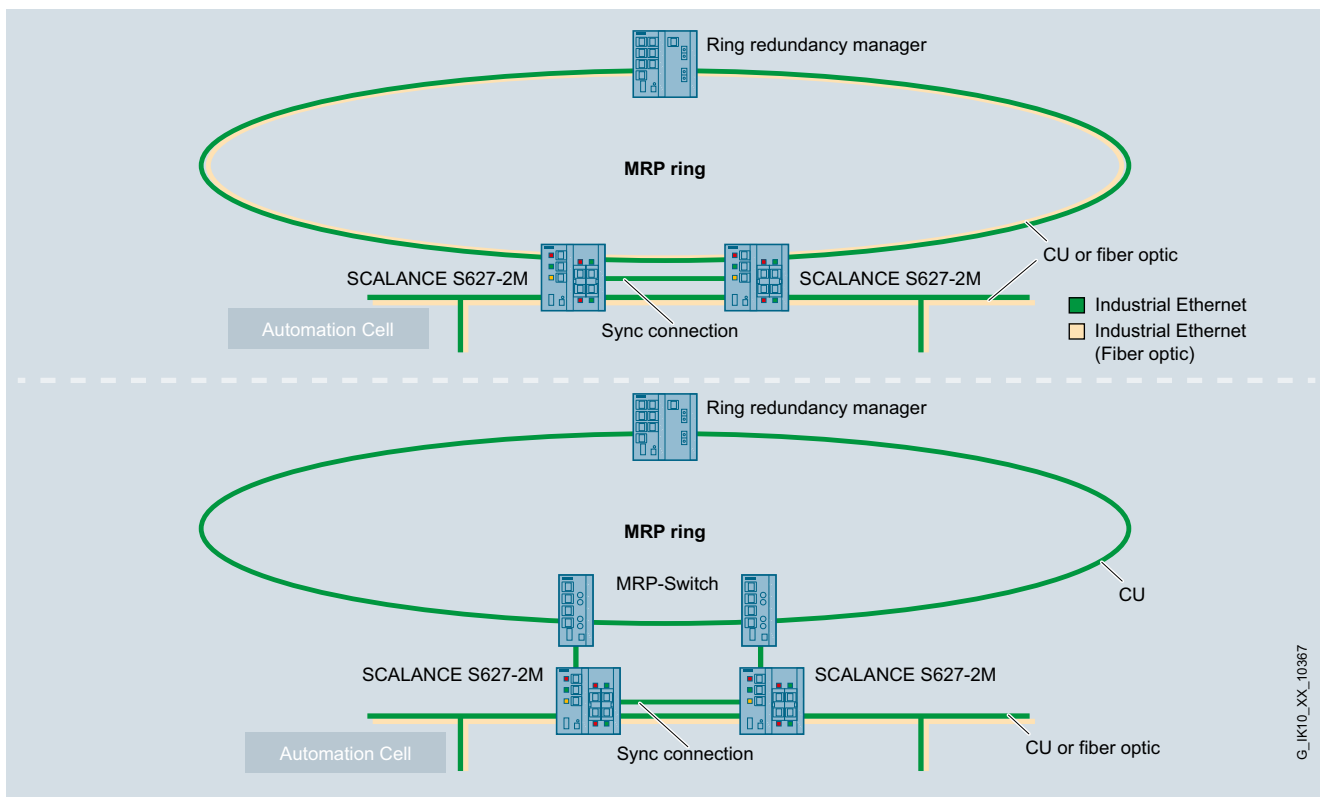 Ring redundancy manager
MRP ring
CU or fiber optic
SCALANCE S627-2M
SCALANCE S627-2M
Industrial Ethernet
Automation Cell
Sync connection
Industrial Ethernet
(Fiber optic)
Ring redundancy manager
MRP ring
MRP-Switch
CU
SCALANCE S627-2M
SCALANCE S627-2M
Automation Cell
Sync connection
CU or fiber optic
G_IK10_XX_10367